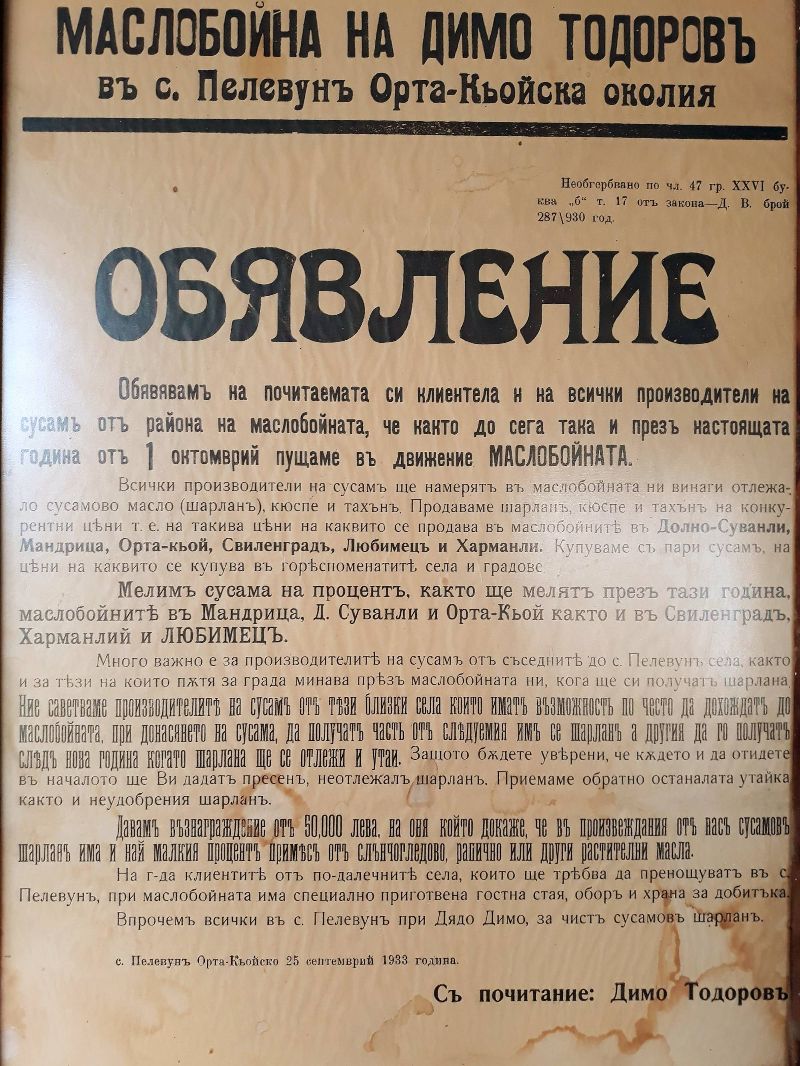 МАСЛОБОЙНА НА ДИМО ТОДОРОВЪ
въ с. Пелевунъ Орта-Кьойска околия
Необгербвано по чл. 47 гр. XXVI бу-
ква „б“ т. 17 отъ закона—Д. В. брой
287\930 год.
ОБЯВЛЕНИЕ
Обявявамъ на почитаемата си клиентела и на всички производители на
сусамъ отъ района на маслобойната, че както до сега така и презъ настоящата
година отъ 1 октомврий пущаме въ движение МАСЛОБОЙНАТА.
Всички производители на сусамъ ще намерятъ въ маслобойната ни винаги отлежа-
ло сусамово масло (шарланъ), кюспе и тахънъ. Продаваме шарланъ, кюспе и тахънъ на конку-
рентни цѣни т. е. на такива цѣни на каквито се продава въ маслобойнитѣ въ Долно-Суванли,
Мандрица, Орта-кьой, Свиленградъ, Любимецъ и Харманли. Купуваме съ пари сусамъ, на
цѣни на каквито се купува въ горѣспоменатитѣ села и градове
Мелимъ сусама на процентъ, както ще мелятъ презъ тази година,
маслобойнитѣ въ Мандрица, Д. Суванли и Орта-Кьой както и въ Свиленградъ,
Харманлий и ЛЮБИМЕЦЪ.
Много важно е за производителитѣ на сусамъ отъ съседнитѣ до с. Пелевунъ села, както
и за тѣзи на които пѫтя за града минава прѣзъ маслобойната ни, кога ще си получатъ шарлана
Ние саветваме производителитѣ на сусамъ отъ тѣзи близки села които иматъ възможность по често да дохождатъ до
маслобойната, при донасянето на сусама, да получатъ часть отъ следуемия имъ се шарланъ а другия да го получатъ
следъ нова година когато шарлана ще се отлежи и утаи. Защото бѫдете увѣрени, че кѫдето и да отидете
въ началото ще Ви дадатъ пресенъ, неотлежалъ шарланъ. Приемаме обратно останалата утайка
както и неудобрения шарланъ.
Давамъ възнаграждение отъ 50,000 лева, на оня който докаже, че въ произвеждания отъ насъ сусамовъ
шарланъ има и най малкия процентъ примѣсъ отъ слънчогледово, рапично или други растителни масла.
На г-да клиентитѣ отъ по-далечнитѣ села, които ще трѣбва да пренощуватъ въ с.
Пелевунъ, при маслобойната има специално приготвена гостна стая, оборъ и храна за добитъка.
Впрочемъ всички въ с. Пелевунъ при Дядо Димо, за чистъ сусамовъ шарланъ.
с. Пелевунъ Орта-Кьойско 25 септемврий 1933 година.
Съ почитание: Димо Тодоровъ